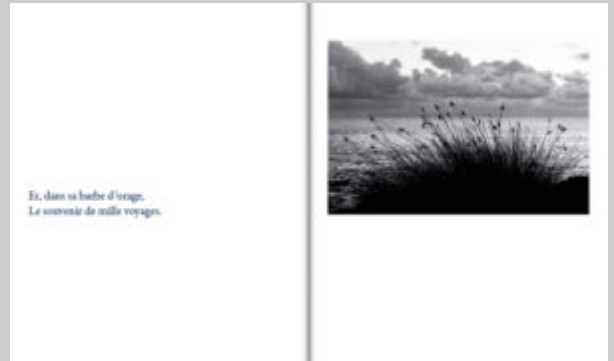 Et, dans sa barbe d'orage,
Le souvenir de mille voyages.